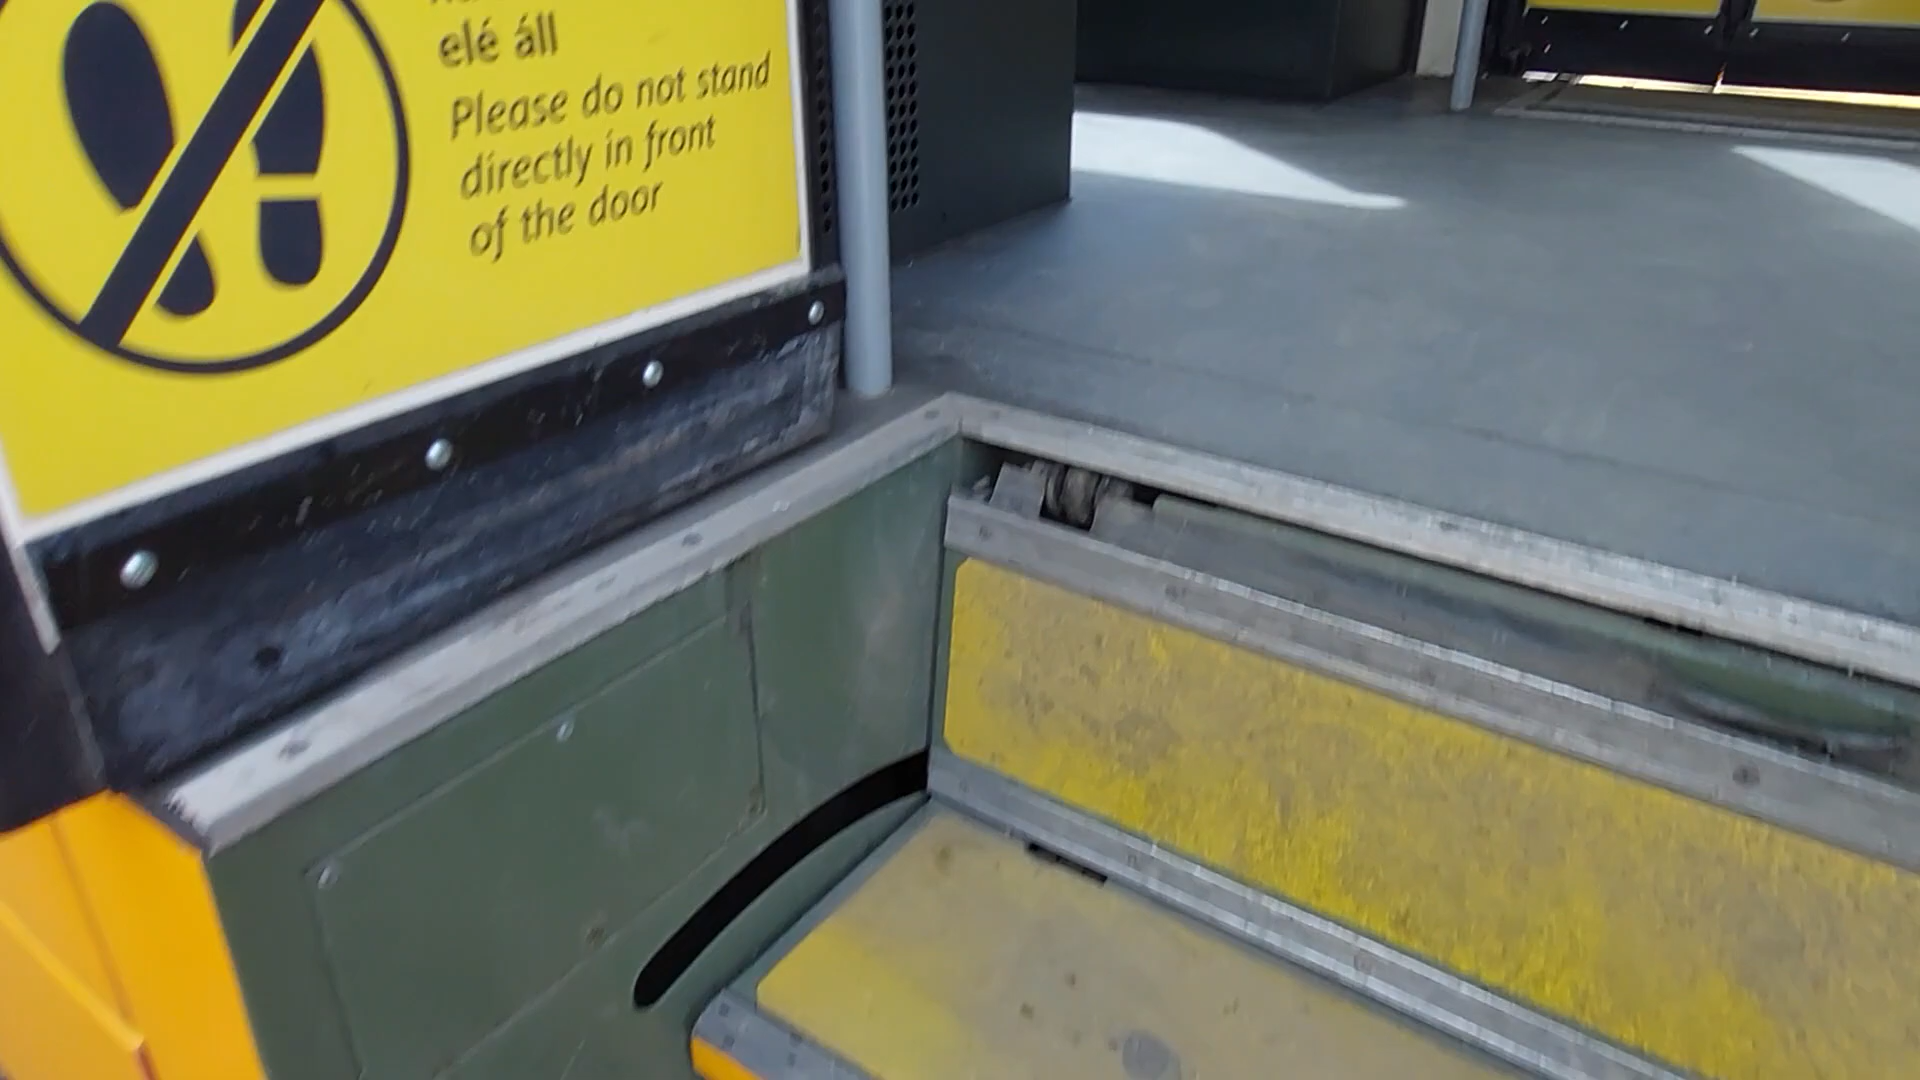 elé áll
Please do not stand
directly in front
of the door